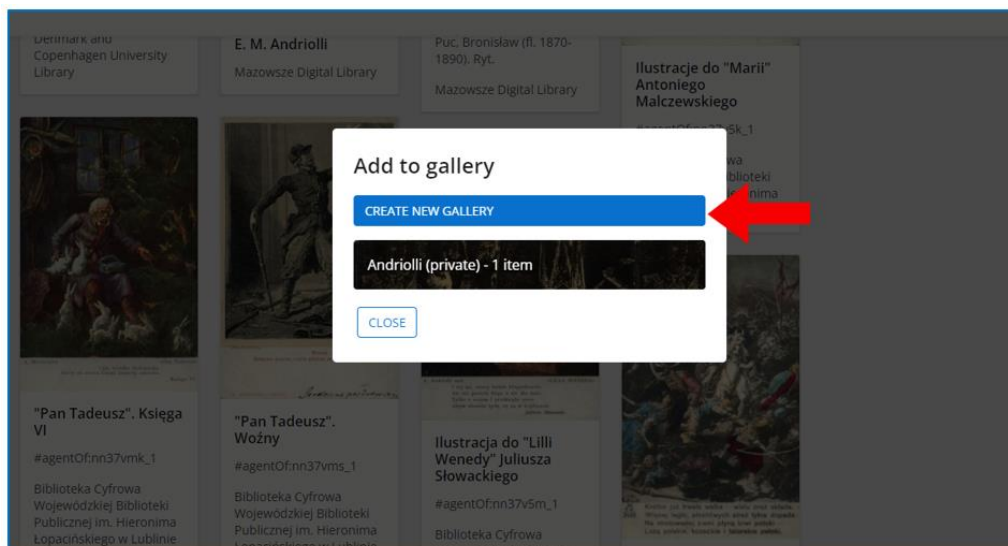 Denmark and
Copenhagen University
Library
E. M. Andriolli
Mazowsze Digital Library
Puc, Bronisław (fl. 1870-
1890). Ryt.
Mazowsze Digital Library
Ilustracje do "Marii"
Antoniego
Malczewskiego
Add to gallery
CREATE NEW GALLERY
Andriolli (private) - 1 item
CLOSE
"Pan Tadeusz". Księga
VI
#agentOf:nn37vmk_1
Biblioteka Cyfrowa
Wojewódzkiej Biblioteki
Publicznej im. Hieronima
Łopacińskiego w Lublinie
"Pan Tadeusz".
Woźny
#agentOf:nn37vms_1
Biblioteka Cyfrowa
Wojewódzkiej Biblioteki
Publicznej im. Hieronima
Łopacińskiego w Lublinie
Ilustracja do "Lilli
Wenedy" Juliusza
Słowackiego
#agentOf:nn37v5m_1
Biblioteka Cyfrowa